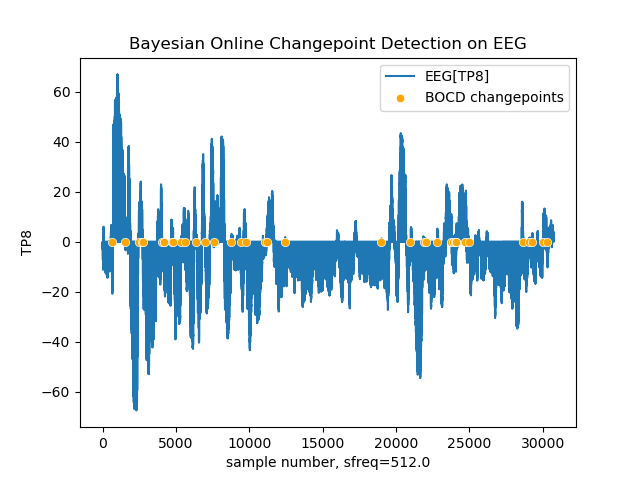 Bayesian Online Changepoint Detection on EEG
EEG[TP8]
BOCD changepoints
60
40
20
0
−20
−40
−60
TP8
0
5000
10000
15000
20000
25000
30000
sample number, sfreq=512.0